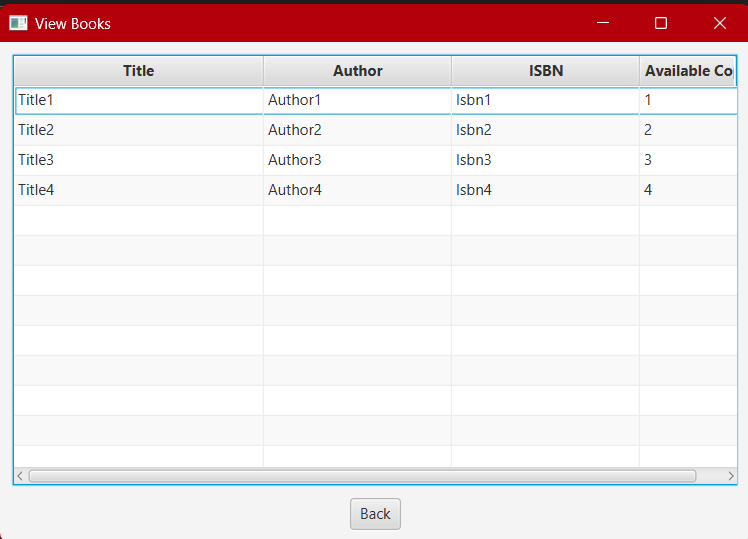 View Books
Title Author ISBN Available Co
Title1 Author1 Isbn1 1
Title2 Author2 Isbn2 2
Title3 Author3 Isbn3 3
Title4 Author4 Isbn4 4
Back